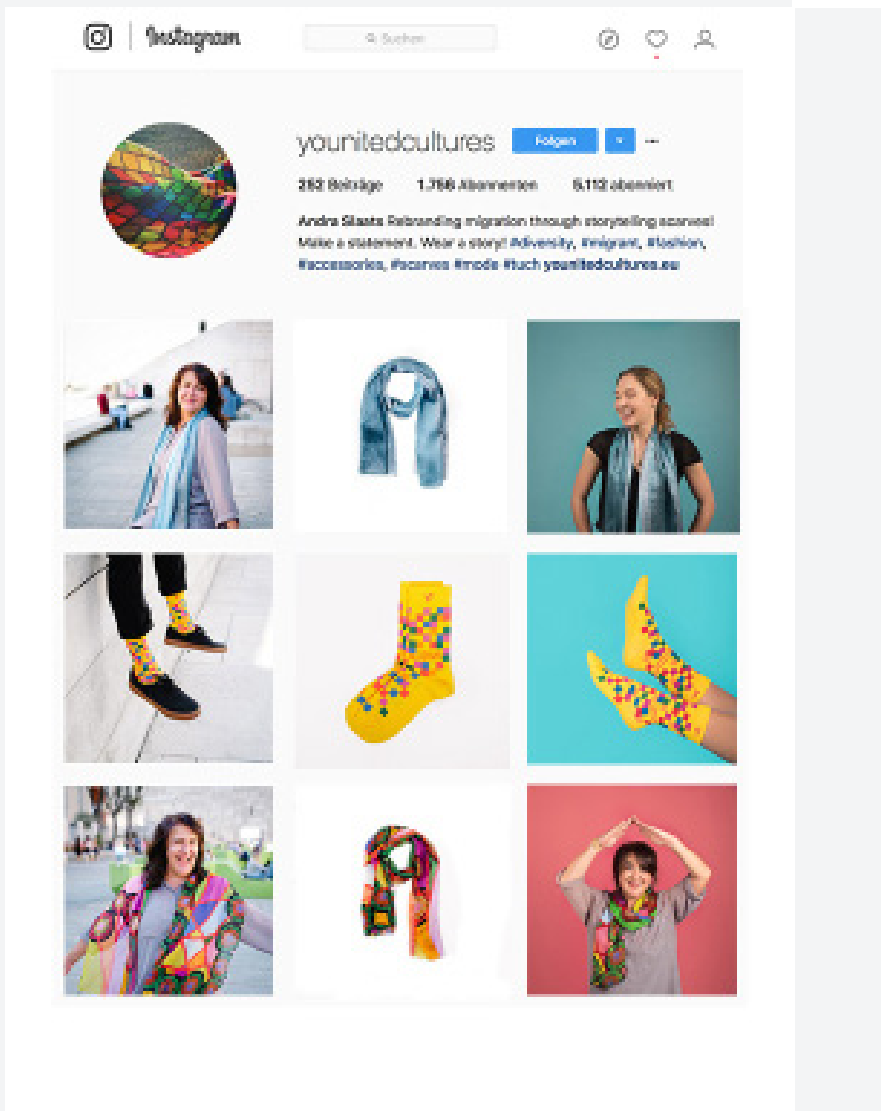 Instagram
Suchen
younitedcultures Folgen
252 Beiträge 1.756 Abonnenten 5.112 abonniert
Andra Slaats Rebranding migration through storytelling scarves!
Make a statement. Wear a story! #diversity, #migrant, #fashion,
#accessories, #scarves #mode #tuch younitedcultures.eu